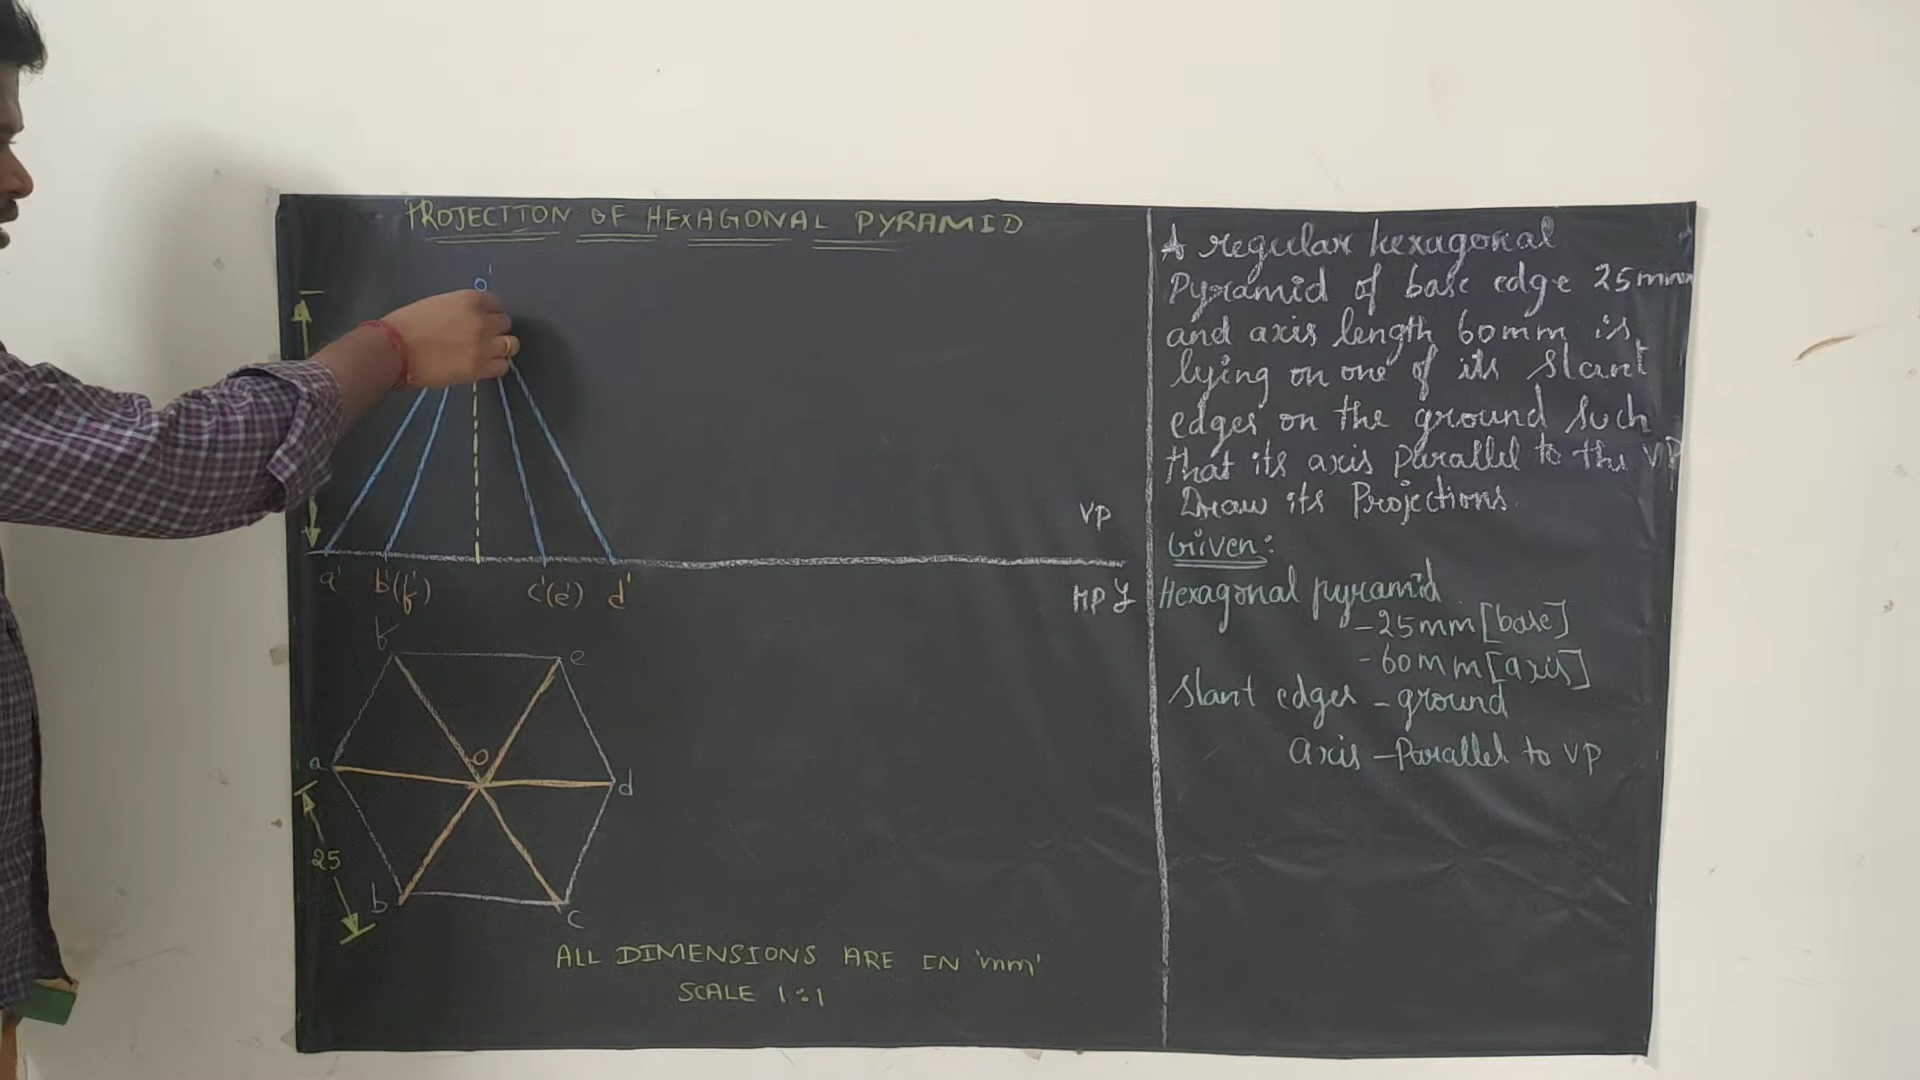 PROJECTION OF HEXAGONAL PYRAMID
o'
a' b'(f') c'(e') d'
VP
HP Y
f e
a o d
25
b c
ALL DIMENSIONS ARE IN 'mm'
SCALE 1:1
A regular hexagonal
Pyramid of base edge 25mm
and axis length 60mm is
lying on one of its slant
edges on the ground such
that its axis parallel to the VP
Draw its Projections.
Given:
Hexagonal pyramid
-25mm [base]
-60mm [axis]
Slant edges - ground
axis - Parallel to VP